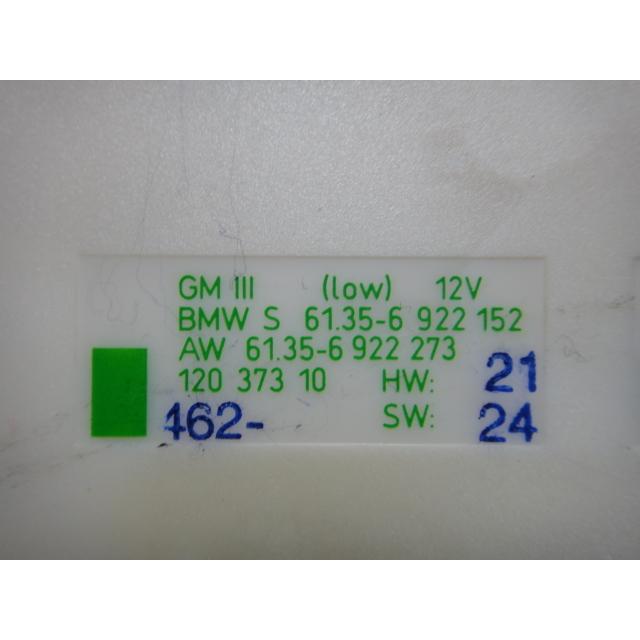 GM III (low) 12V
BMW S 61.35-6 922 152
AW 61.35-6 922 273
120 373 10 HW: 21
462- SW: 24